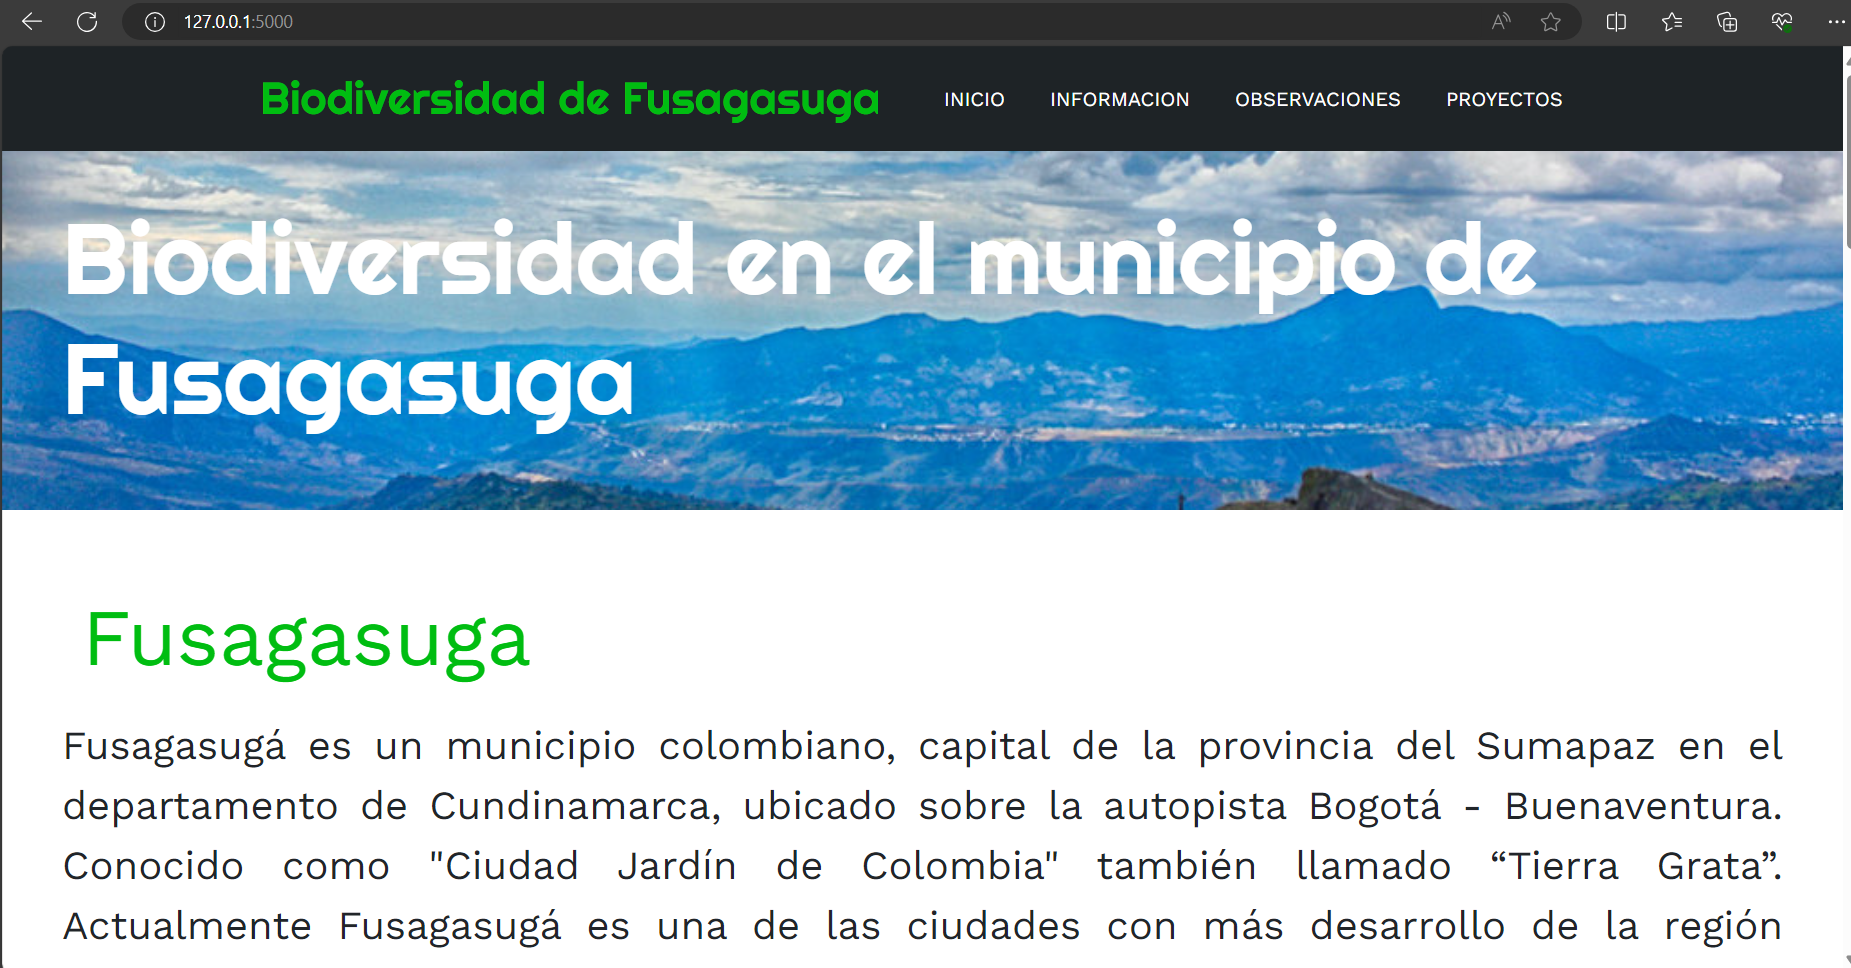 127.0.0.1:5000
Biodiversidad de Fusagasuga INICIO INFORMACION OBSERVACIONES PROYECTOS
Biodiversidad en el municipio de
Fusagasuga
Fusagasuga
Fusagasugá es un municipio colombiano, capital de la provincia del Sumapaz en el
departamento de Cundinamarca, ubicado sobre la autopista Bogotá - Buenaventura.
Conocido como "Ciudad Jardín de Colombia" también llamado “Tierra Grata”.
Actualmente Fusagasugá es una de las ciudades con más desarrollo de la región